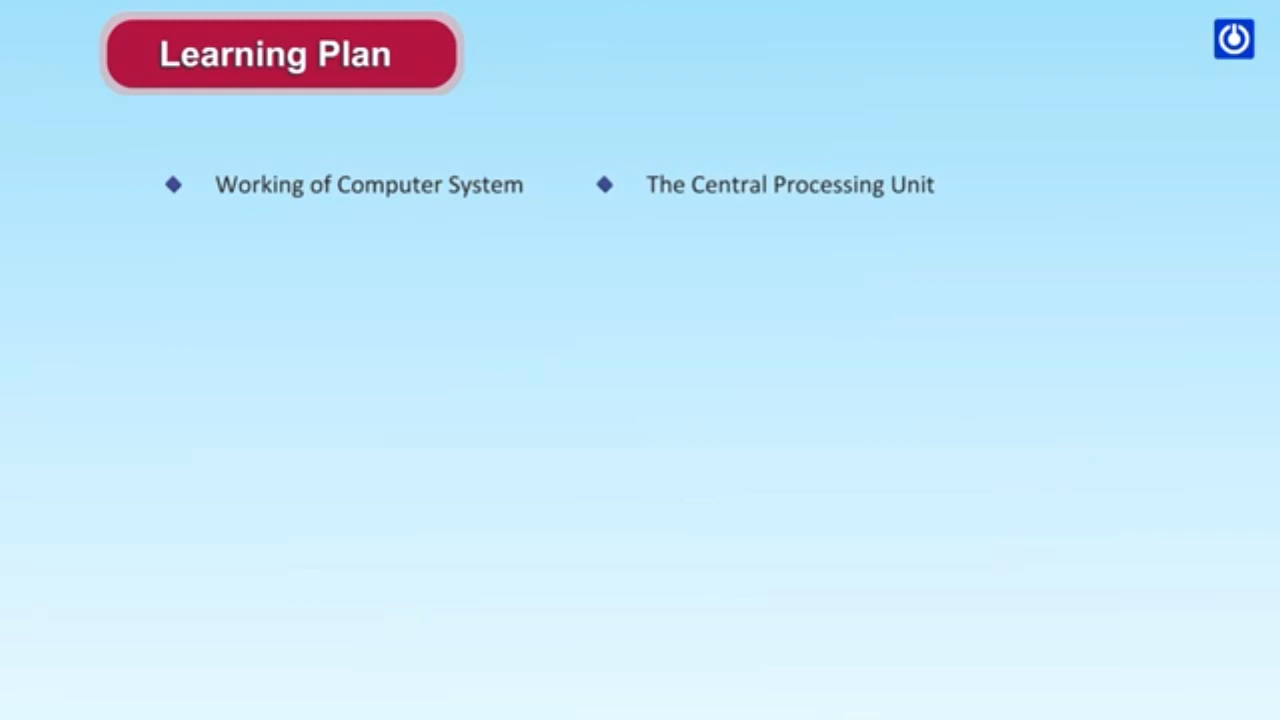 Learning Plan
Working of Computer System
The Central Processing Unit